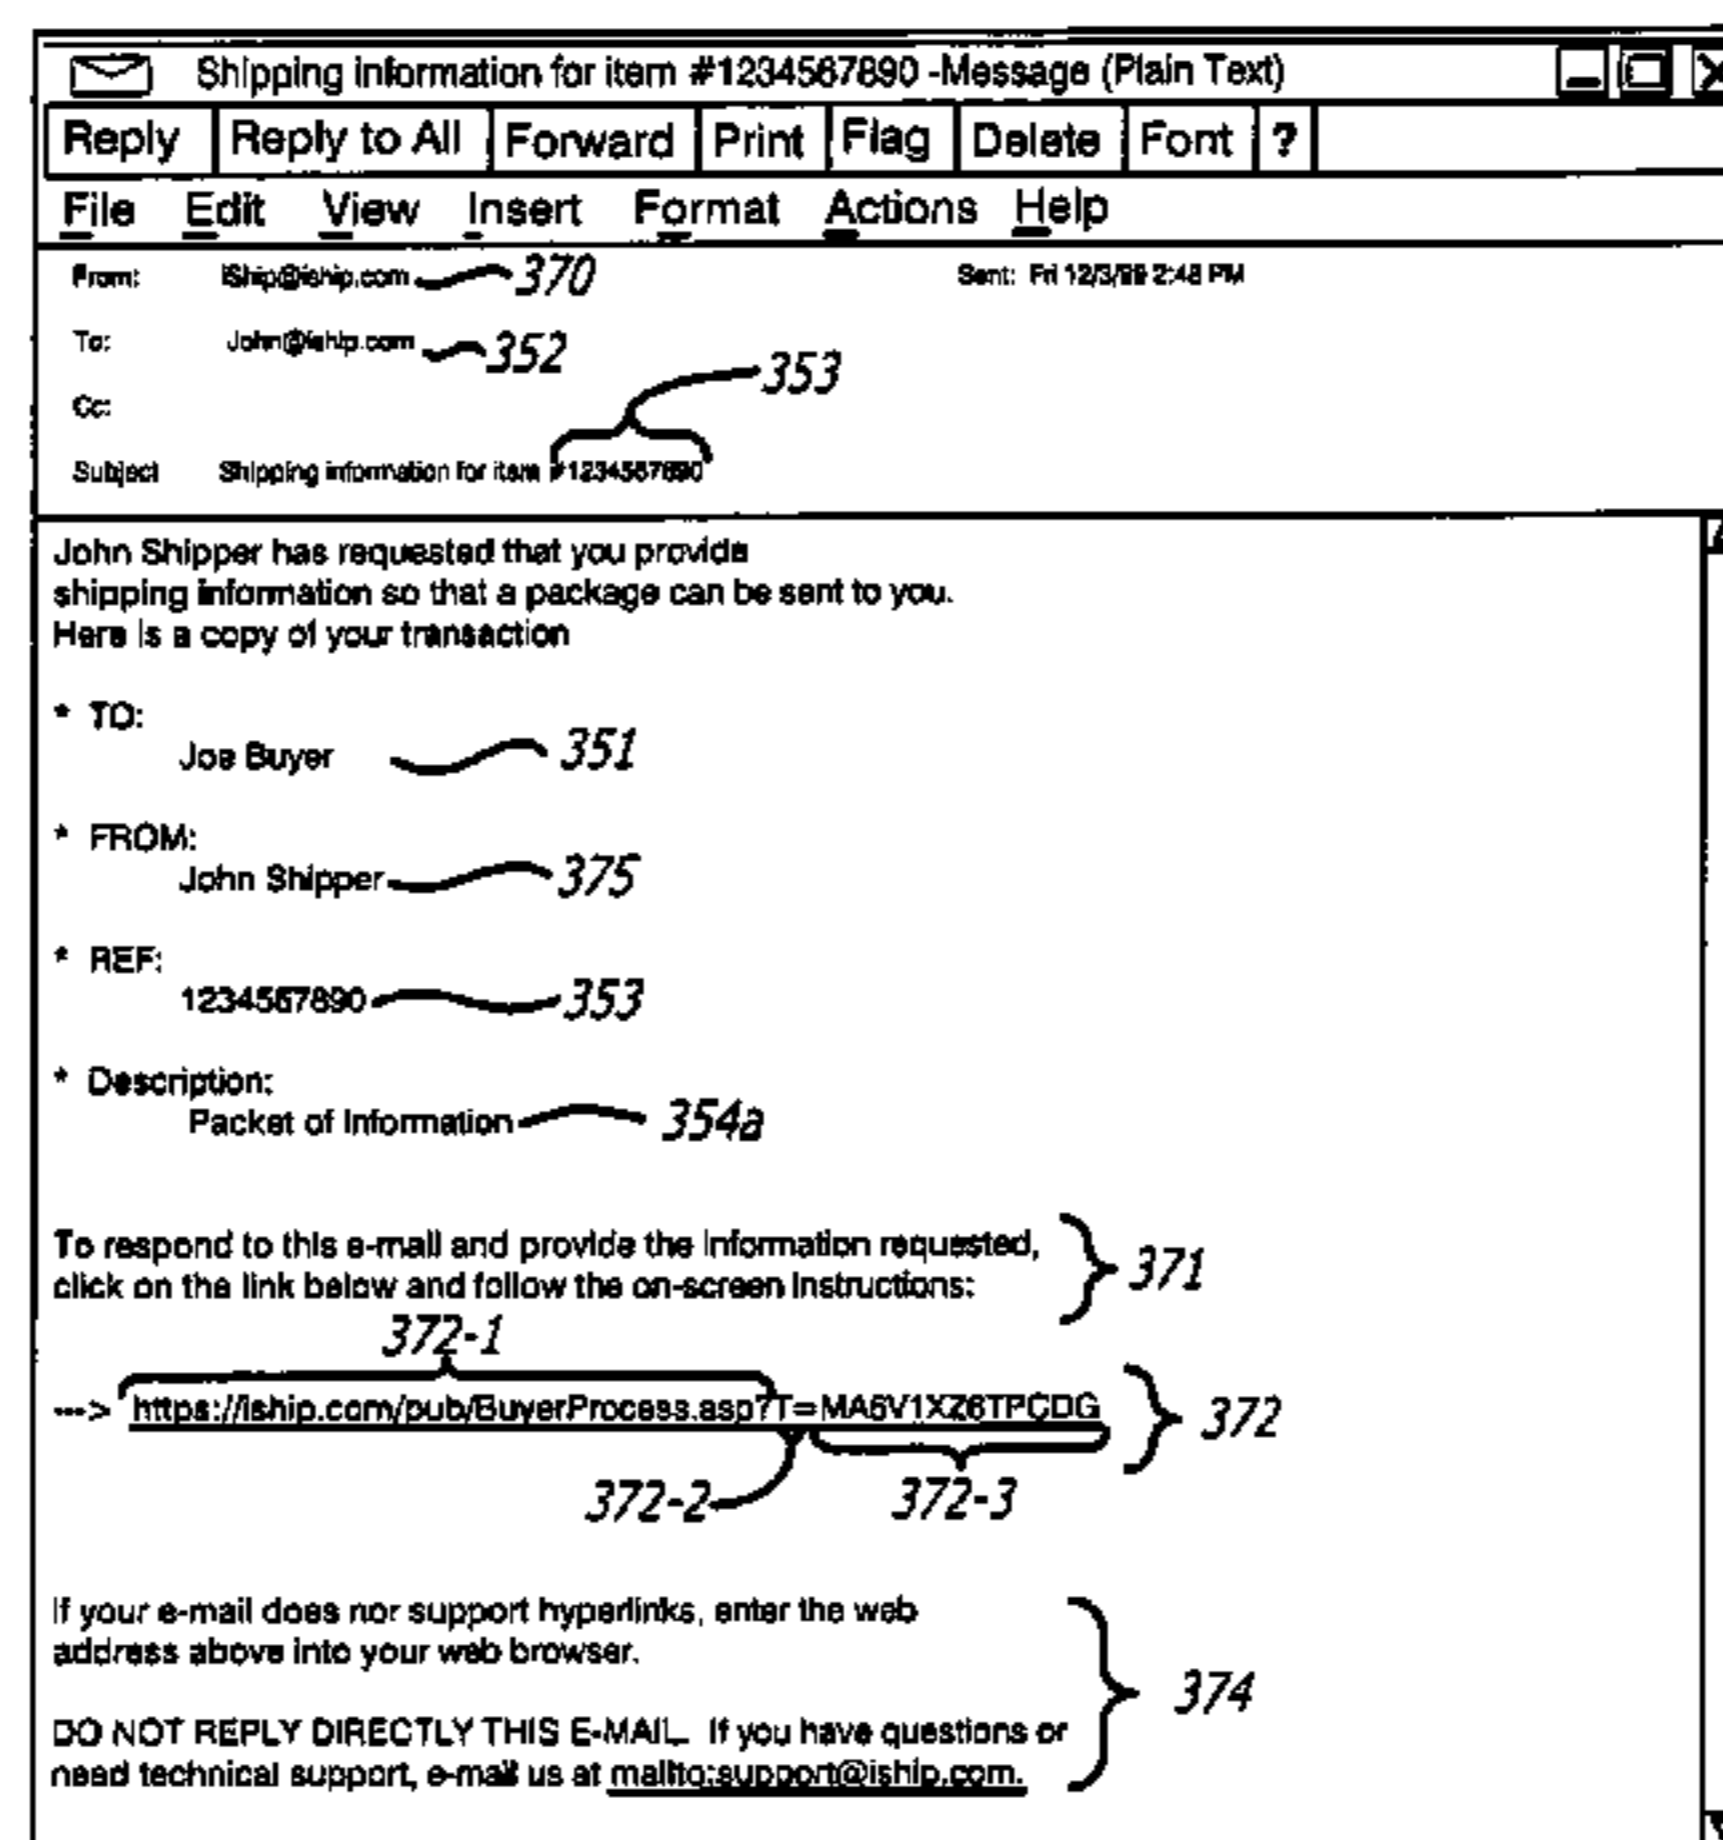 Shipping information for item #1234567890 -Message (Plain Text)
Reply Reply to All Forward Print Flag Delete Font ?
File Edit View Insert Format Actions Help
From: iShip@iship.com 370 Sent: Fri 12/3/99 2:48 PM
To: John@iship.com 352
353
Cc:
Subject Shipping information for item #1234567890
John Shipper has requested that you provide
shipping information so that a package can be sent to you.
Here is a copy of your transaction
* TO:
Joe Buyer 351
* FROM:
John Shipper 375
* REF:
1234567890 353
* Description:
Packet of Information 354a
To respond to this e-mail and provide the information requested,
click on the link below and follow the on-screen instructions:
371
372-1
---> https://iship.com/pub/BuyerProcess.asp?T=MA5V1XZ6TPCDG 372
372-2 372-3
If your e-mail does nor support hyperlinks, enter the web
address above into your web browser.
374
DO NOT REPLY DIRECTLY THIS E-MAIL. If you have questions or
need technical support, e-mail us at mailto:support@iship.com.